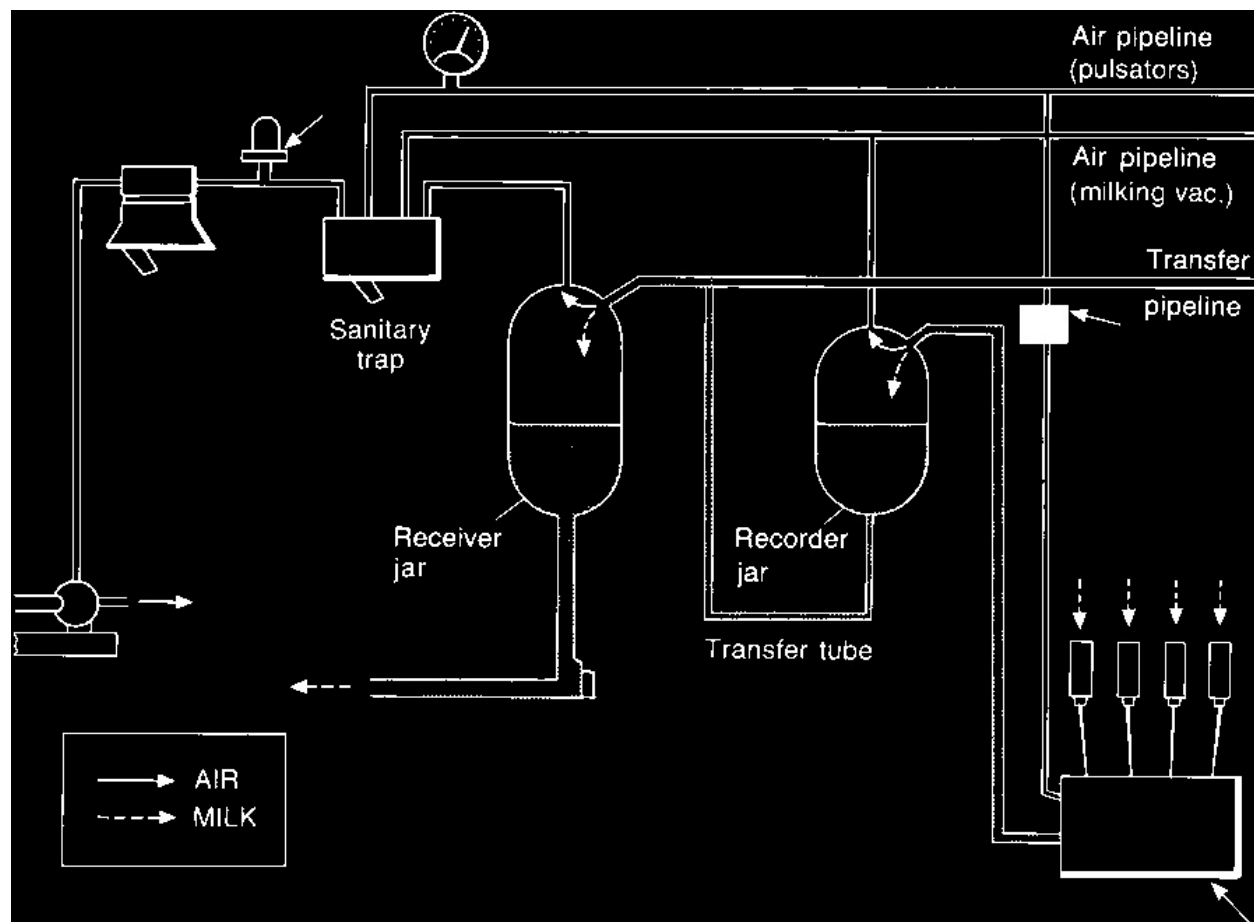 Air pipeline
(pulsators)
Air pipeline
(milking vac.)
Transfer
pipeline
Sanitary
trap
Receiver
jar
Recorder
jar
Transfer tube
AIR
MILK